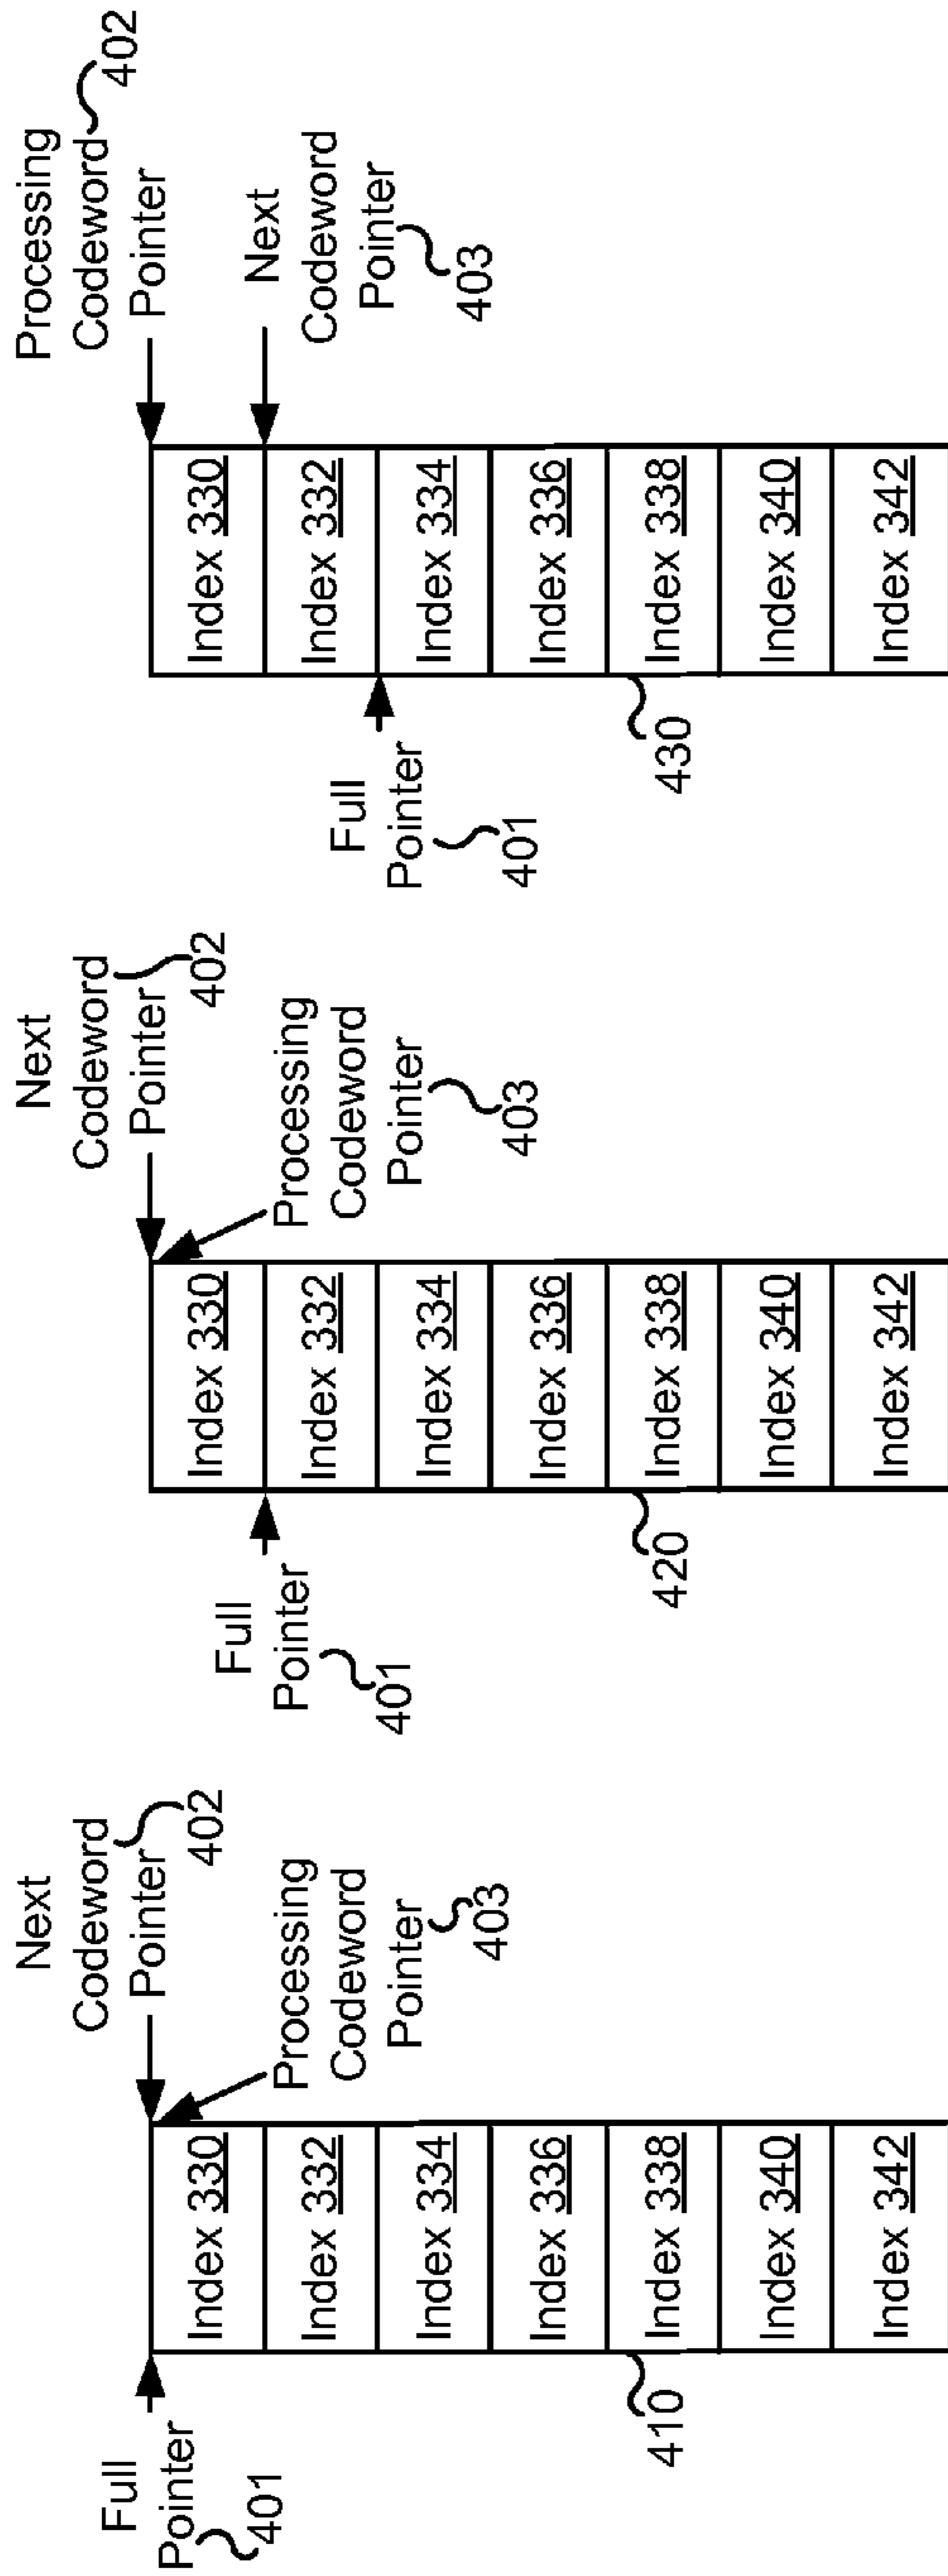 Full
Pointer
401
Next
Codeword
Pointer
402
Processing
Codeword
Pointer
403
Index 330
Index 332
Index 334
Index 336
Index 338
Index 340
Index 342
410
Full
Pointer
401
Next
Codeword
Pointer
402
Processing
Codeword
Pointer
403
Index 330
Index 332
Index 334
Index 336
Index 338
Index 340
Index 342
420
Full
Pointer
401
Processing
Codeword
Pointer
402
Next
Codeword
Pointer
403
Index 330
Index 332
Index 334
Index 336
Index 338
Index 340
Index 342
430